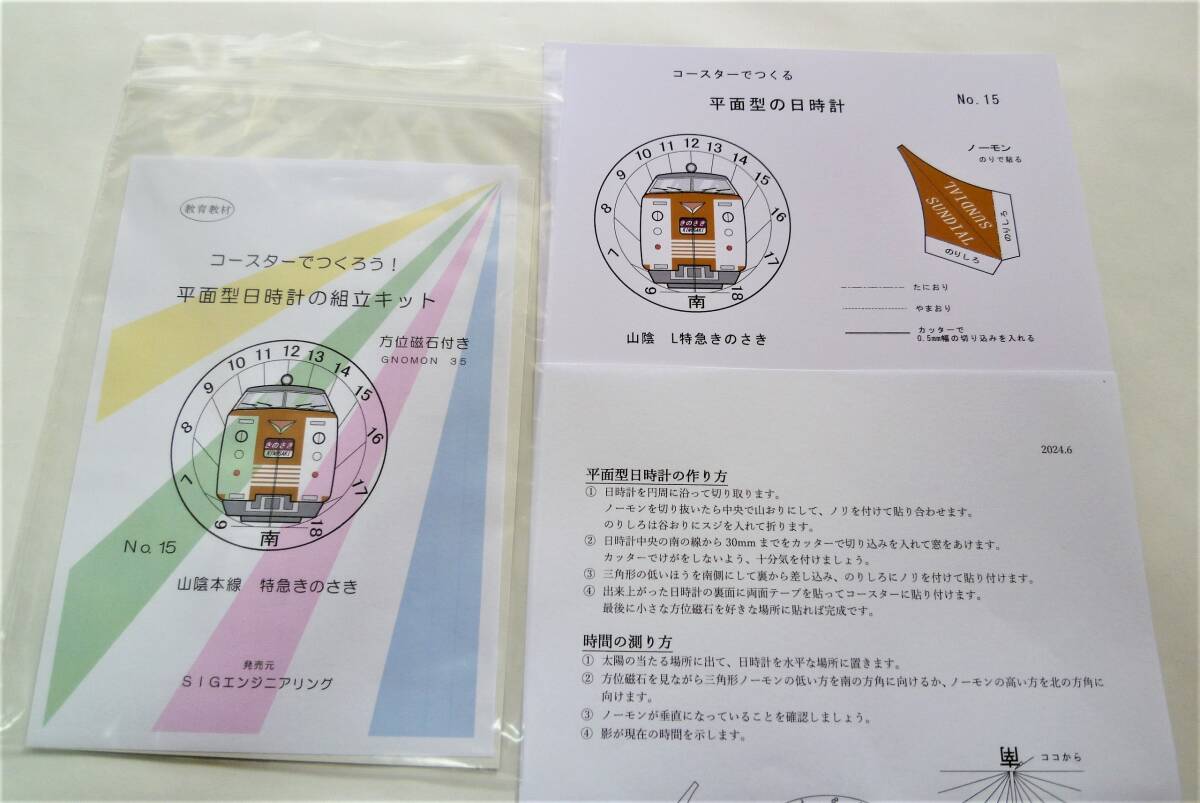 教育教材
コースターでつくろう！
平面型日時計の組立キット
方位磁石付き
GNOMON 35
7 8 9 10 11 12 13 14 15 16 17
きのさき
KINOSAKI
6 南 18
No. 15
山陰本線 特急きのさき
発売元
SIGエンジニアリング
コースターでつくる
平面型の日時計
No. 15
7 8 9 10 11 12 13 14 15 16 17
きのさき
KINOSAKI
6 南 18
山陰 L特急きのさき
ノーモン
のりで貼る
SUNDIAL
SUNDIAL
のりしろ
のりしろ
たにおり
やまおり
カッターで
0.5mm幅の切り込みを入れる
2024.6
平面型日時計の作り方
① 日時計を円周に沿って切り取ります。
ノーモンを切り抜いたら中央で山おりにして、ノリを付けて貼り合わせます。
のりしろは谷おりにスジを入れて折ります。
② 日時計中央の南の線から30mmまでをカッターで切り込みを入れて窓をあけます。
カッターでけがをしないよう、十分気を付けましょう。
③ 三角形の低いほうを南側にして裏から差し込み、のりしろにノリを付けて貼り付けます。
④ 出来上がった日時計の裏面に両面テープを貼ってコースターに貼り付けます。
最後に小さな方位磁石を好きな場所に貼れば完成です。
時間の測り方
① 太陽の当たる場所に出て、日時計を水平な場所に置きます。
② 方位磁石を見ながら三角形ノーモンの低い方を南の方角に向けるか、ノーモンの高い方を北の方角に
向けます。
③ ノーモンが垂直になっていることを確認しましょう。
④ 影が現在の時間を示します。
南
ココから